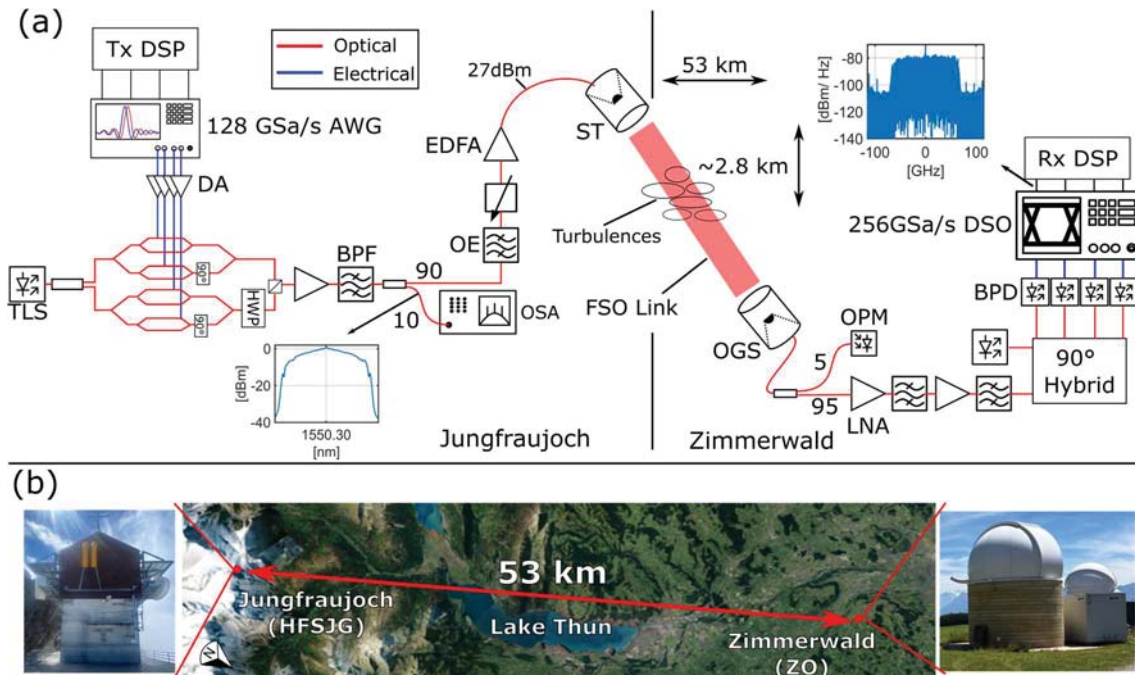 (a)
Tx DSP
Optical
Electrical
128 GSa/s AWG
DA
TLS
90°
90°
HWP
BPF
90
10
OSA
[dBm]
0
-20
-40
1550.30
[nm]
OE
EDFA
27dBm
ST
53 km
~2.8 km
Turbulences
FSO Link
OGS
Jungfraujoch
Zimmerwald
5
95
OPM
LNA
[dBm/ Hz]
-80
-100
-120
-140
-100
0
100
[GHz]
Rx DSP
256GSa/s DSO
BPD
90°
Hybrid
(b)
53 km
Jungfraujoch
(HFSJG)
Lake Thun
Zimmerwald
(ZO)
N